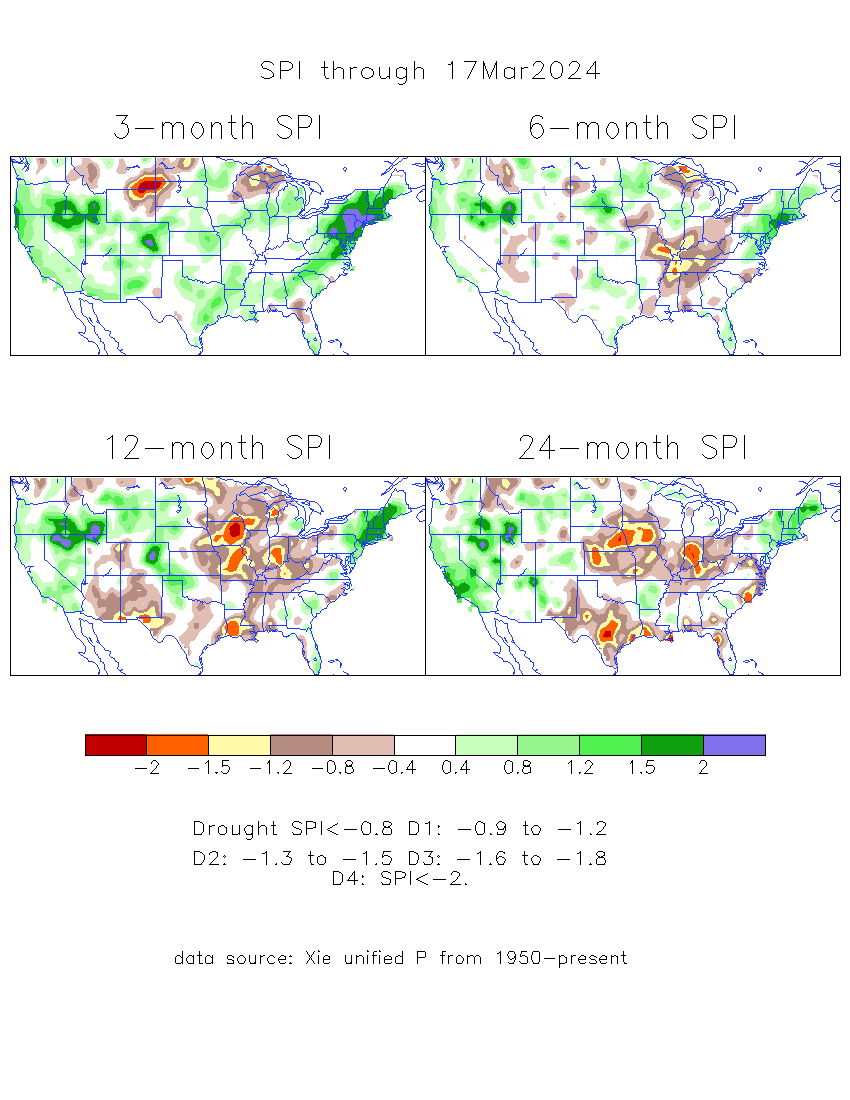 SPI through 17Mar2024
3-month SPI
6-month SPI
12-month SPI
24-month SPI
-2 -1.5 -1.2 -0.8 -0.4 0.4 0.8 1.2 1.5 2
Drought SPI<-0.8 D1: -0.9 to -1.2
D2: -1.3 to -1.5 D3: -1.6 to -1.8
D4: SPI<-2.
data source: Xie unified P from 1950-present